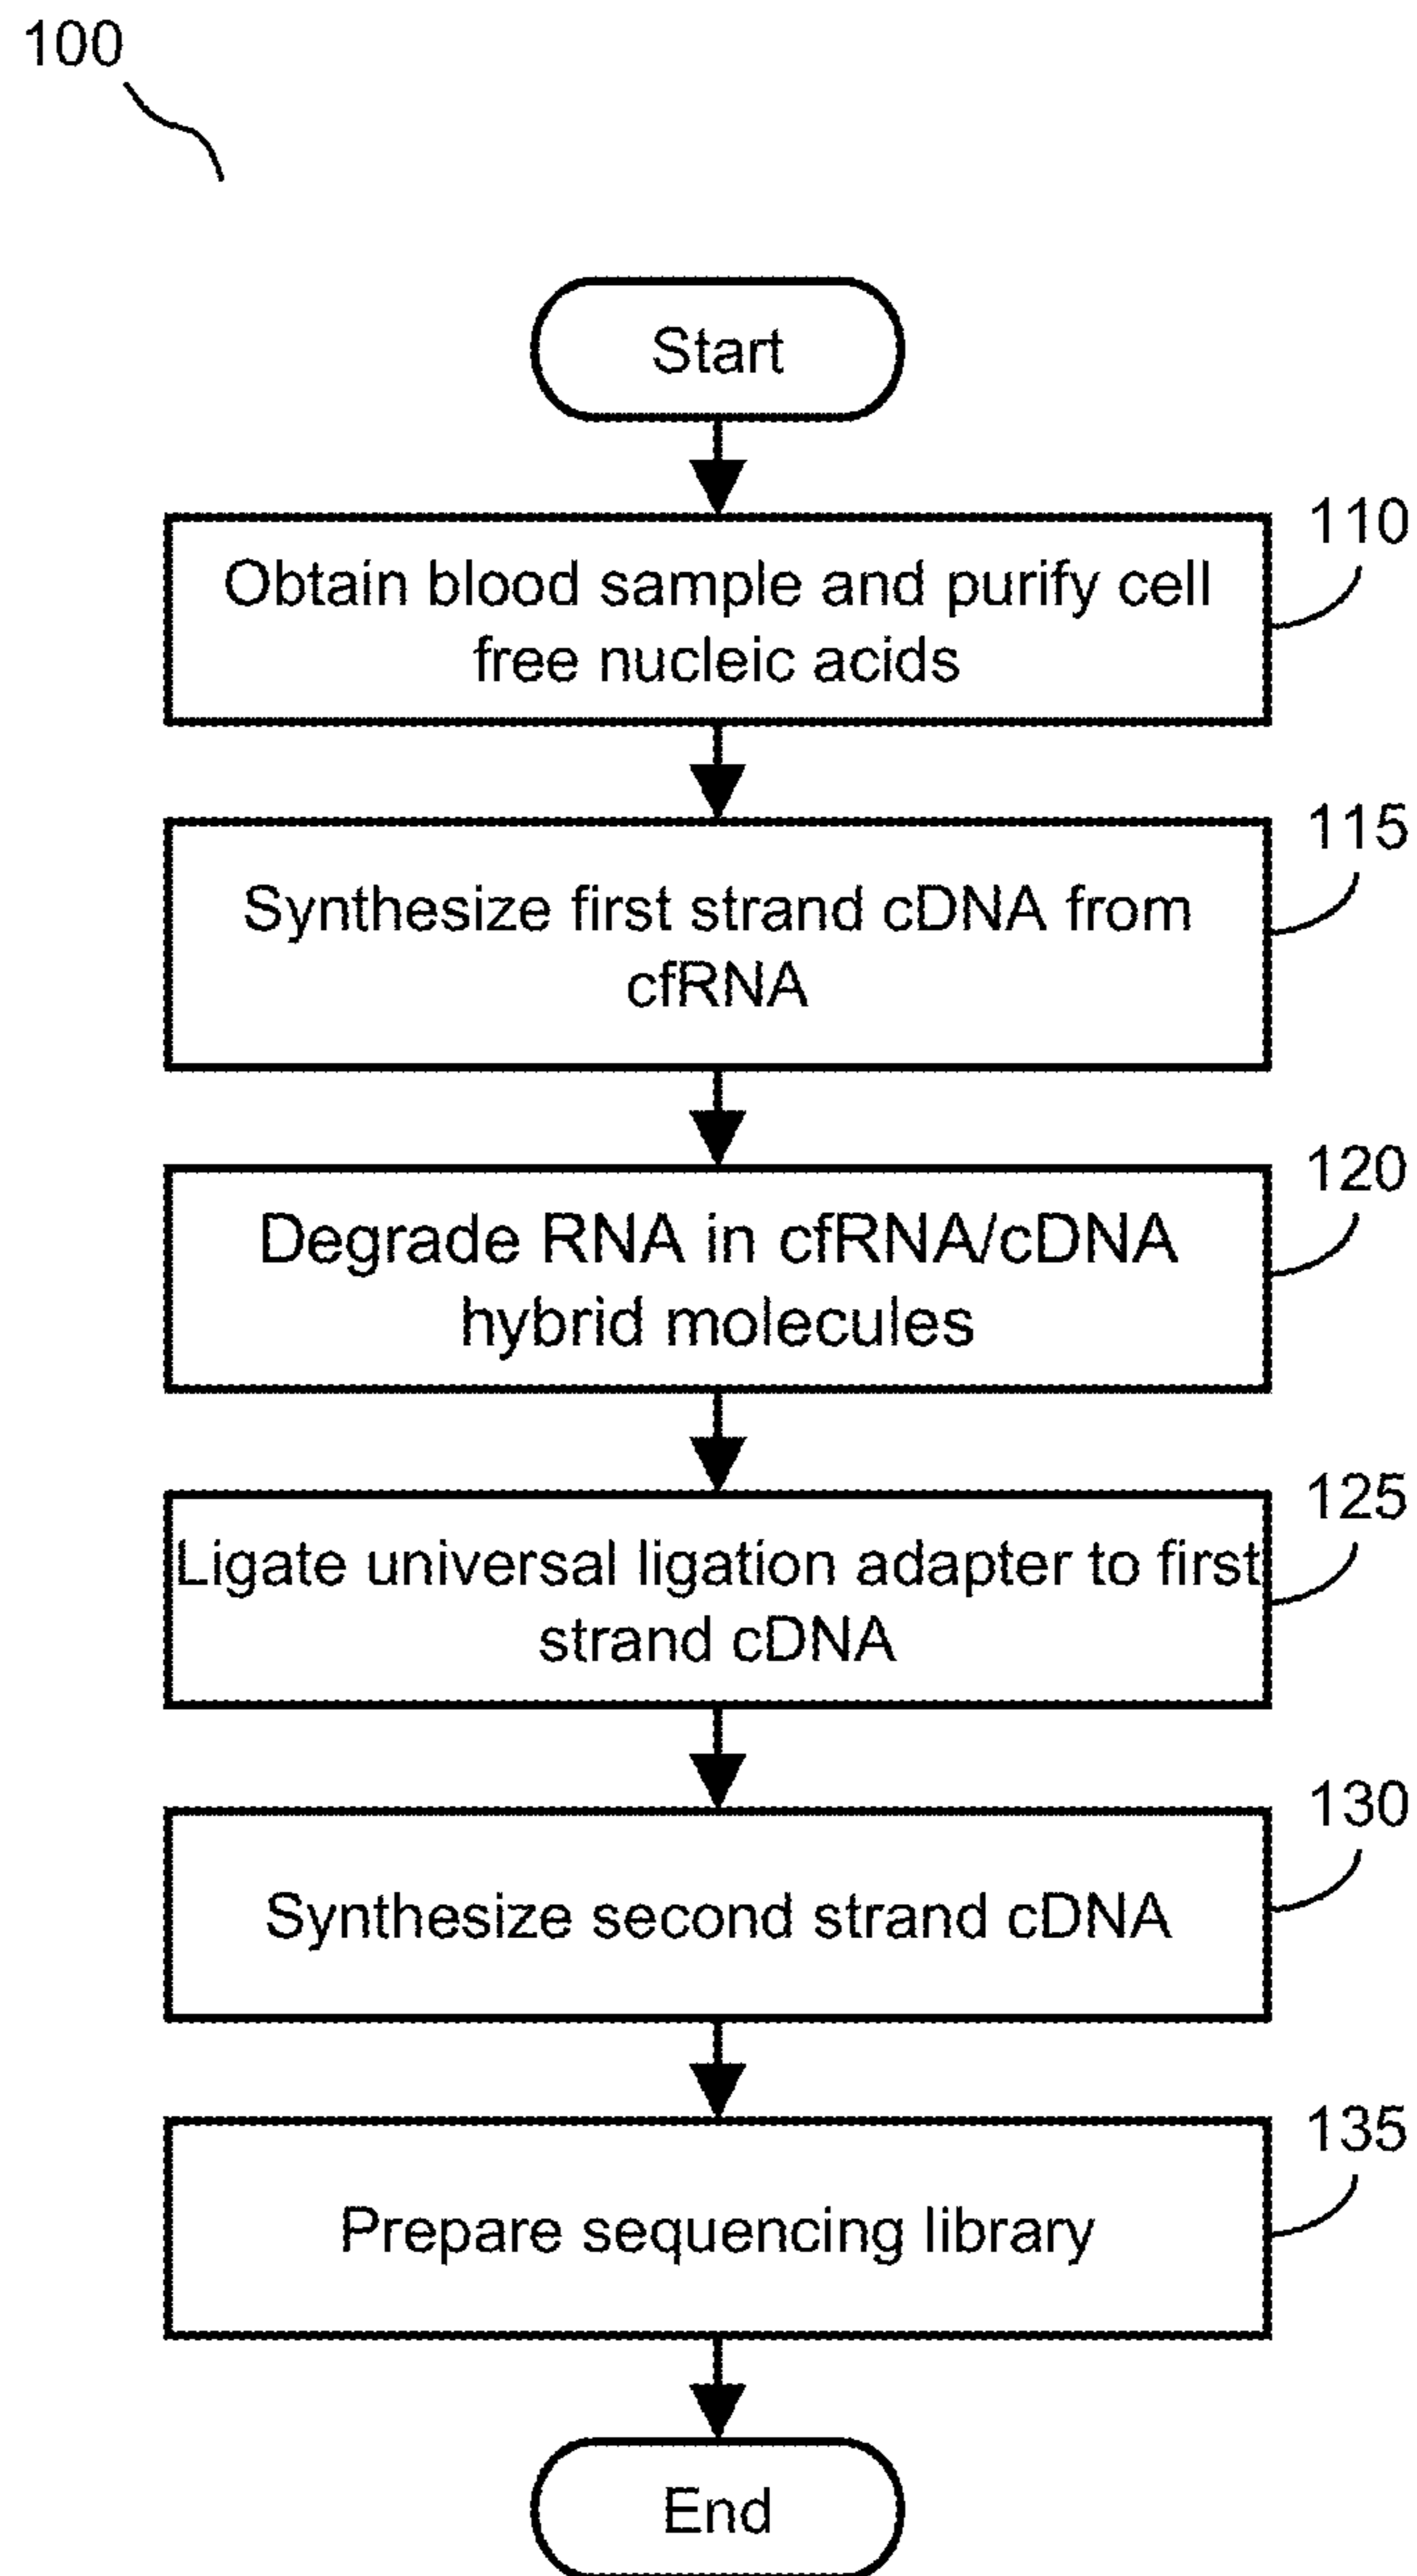 100
Start
110
Obtain blood sample and purify cell
free nucleic acids
115
Synthesize first strand cDNA from
cfRNA
120
Degrade RNA in cfRNA/cDNA
hybrid molecules
125
Ligate universal ligation adapter to first
strand cDNA
130
Synthesize second strand cDNA
135
Prepare sequencing library
End